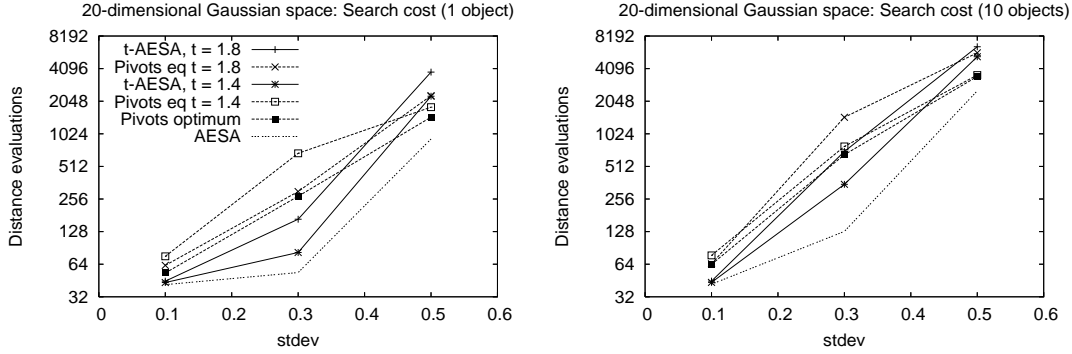 20-dimensional Gaussian space: Search cost (1 object)
Distance evaluations
8192
4096
2048
1024
512
256
128
64
32
t-AESA, t = 1.8
Pivots eq t = 1.8
t-AESA, t = 1.4
Pivots eq t = 1.4
Pivots optimum
AESA
0 0.1 0.2 0.3 0.4 0.5 0.6
stdev
20-dimensional Gaussian space: Search cost (10 objects)
Distance evaluations
8192
4096
2048
1024
512
256
128
64
32
0 0.1 0.2 0.3 0.4 0.5 0.6
stdev